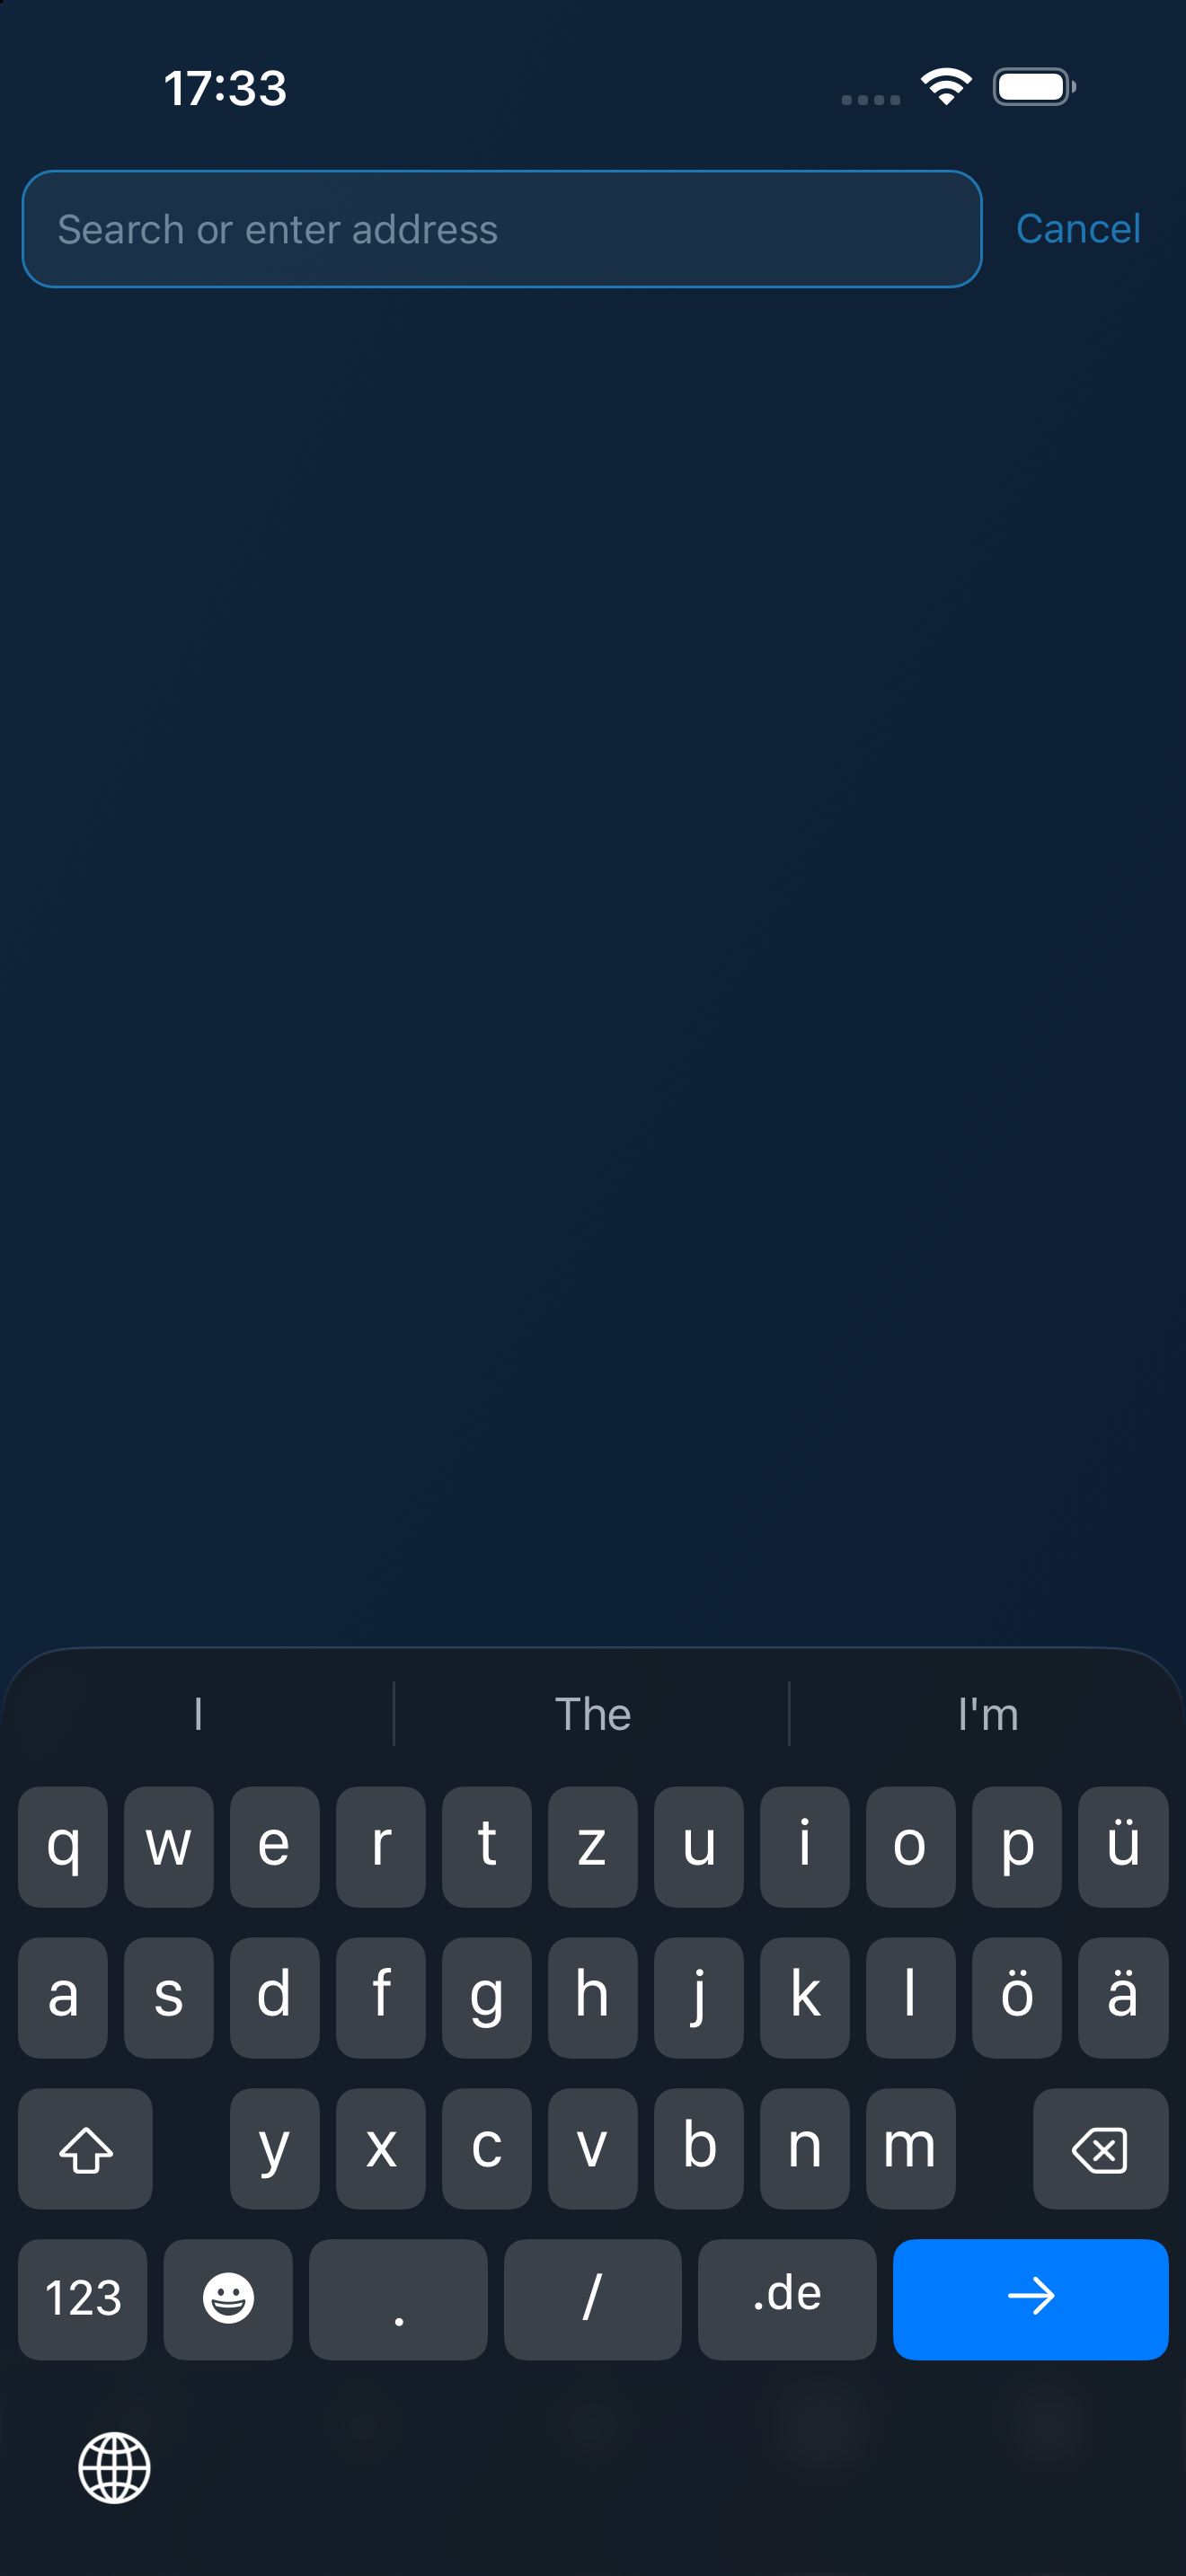 17:33
Search or enter address Cancel
I The I'm
q w e r t z u i o p ü
a s d f g h j k l ö ä
y x c v b n m
123 . / .de